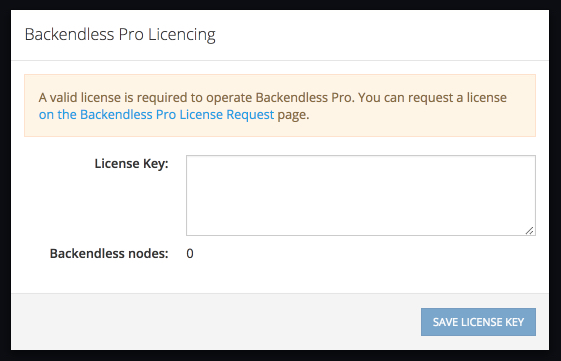 Backendless Pro Licencing
A valid license is required to operate Backendless Pro. You can request a license
on the Backendless Pro License Request page.
License Key:
Backendless nodes: 0
SAVE LICENSE KEY